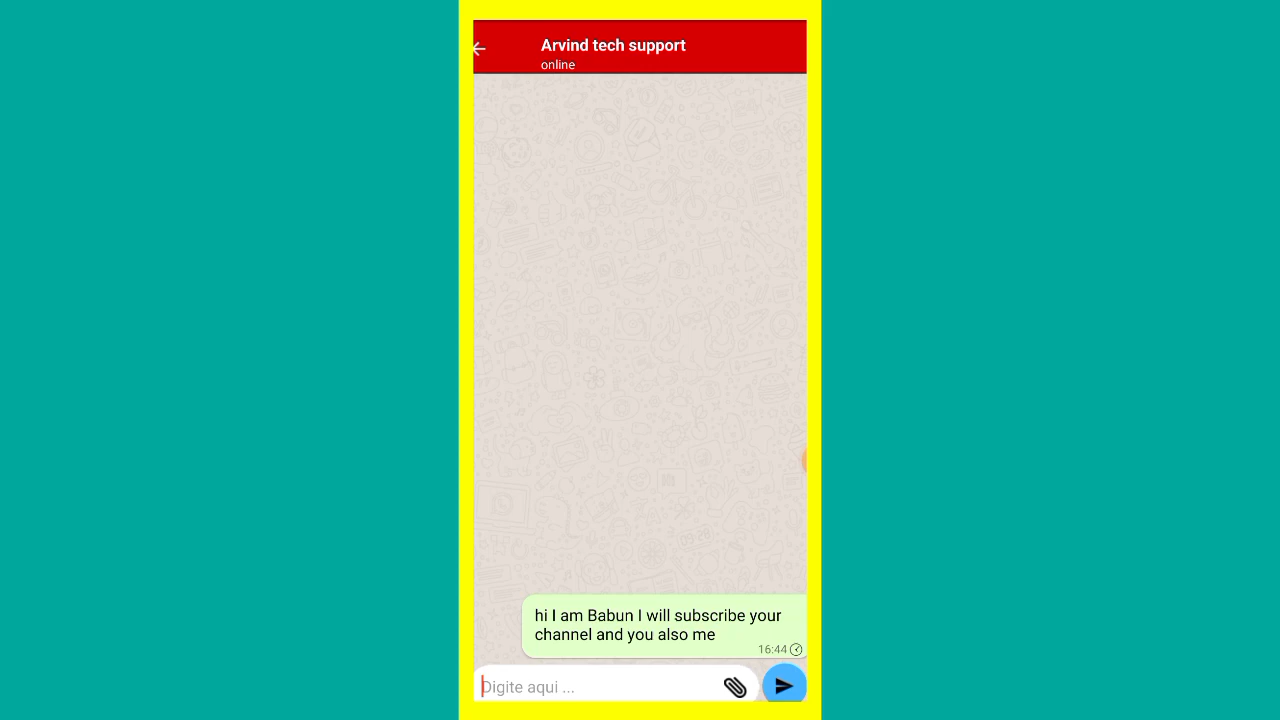 Arvind tech support
online
hi I am Babun I will subscribe your
channel and you also me
16:44
Digite aqui ...